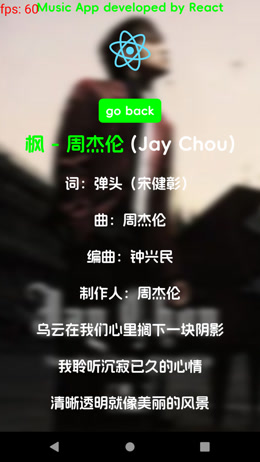 fps: 60
Music App developed by React
go back
枫 - 周杰伦 (Jay Chou)
词：弹头（宋健彰）
曲：周杰伦
编曲：钟兴民
制作人：周杰伦
乌云在我们心里搁下一块阴影
我聆听沉寂已久的心情
清晰透明就像美丽的风景